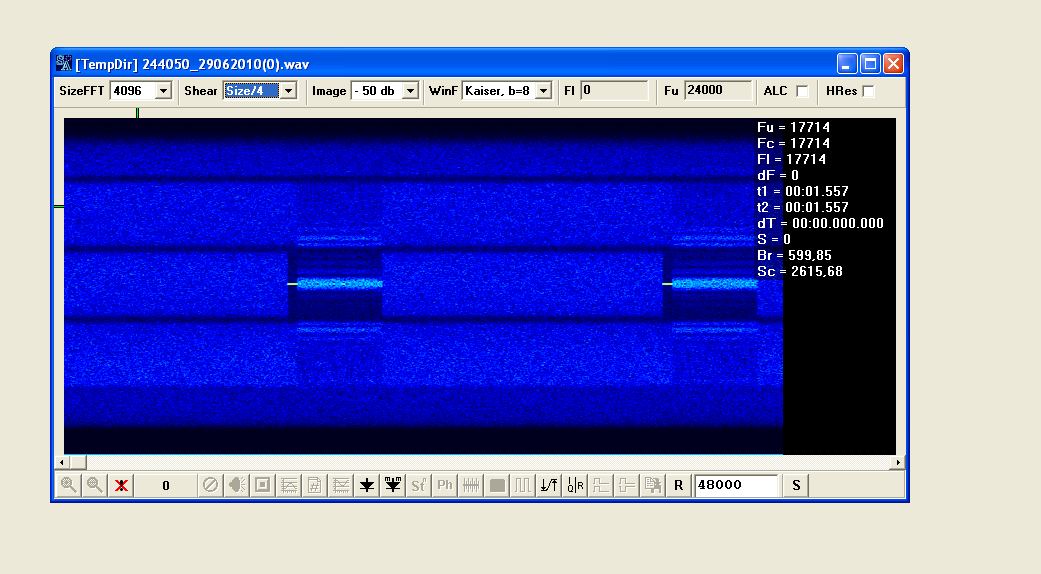 [TempDir] 244050_29062010(0).wav
SizeFFT 4096 Shear Size/4 Image - 50 db WinF Kaiser, b=8 Fl 0 Fu 24000 ALC HRes
Fu = 17714
Fc = 17714
Fl = 17714
dF = 0
t1 = 00:01.557
t2 = 00:01.557
dT = 00:00.000.000
S = 0
Br = 599,85
Sc = 2615,68
0 Sf Ph I Q R R 48000 S